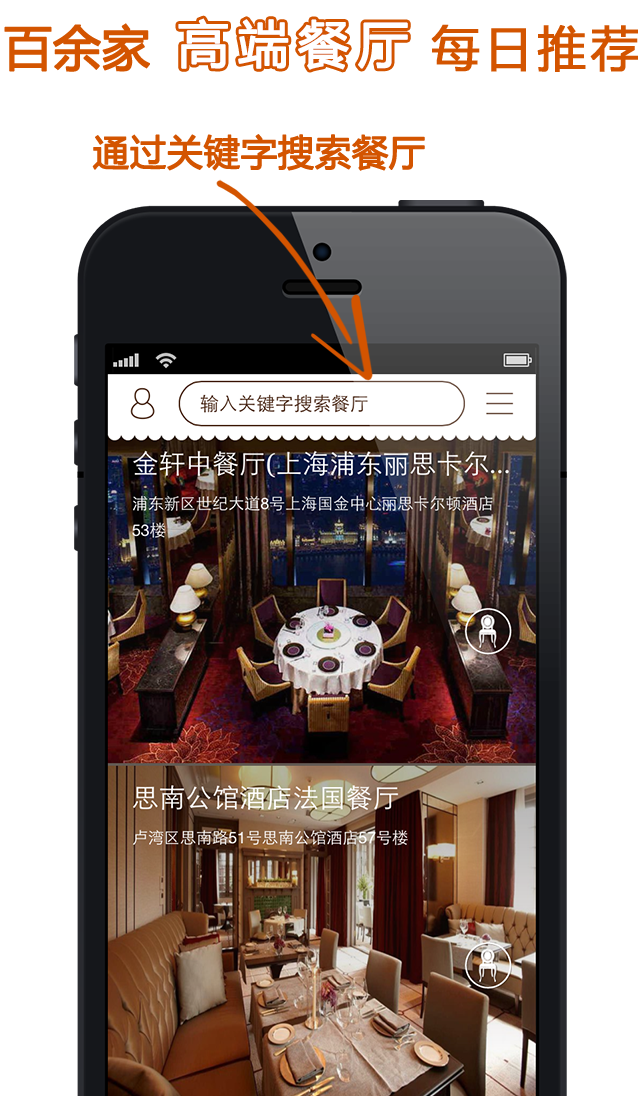 百余家 高端餐厅 每日推荐
通过关键字搜索餐厅
输入关键字搜索餐厅
金轩中餐厅(上海浦东丽思卡尔...
浦东新区世纪大道8号上海国金中心丽思卡尔顿酒店
53楼
思南公馆酒店法国餐厅
卢湾区思南路51号思南公馆酒店57号楼